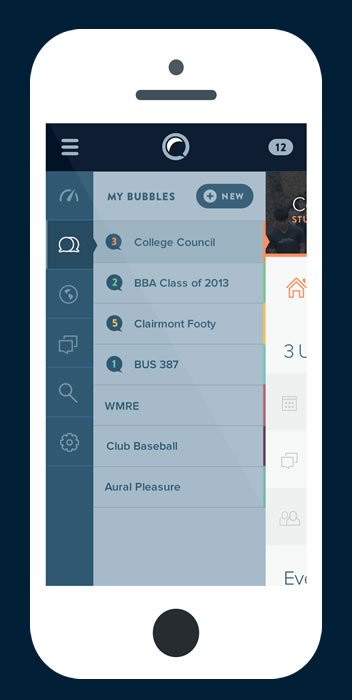 12
MY BUBBLES
NEW
3 College Council
2 BBA Class of 2013
5 Clairmont Footy
1 BUS 387
WMRE
Club Baseball
Aural Pleasure
C
STU
3 U
Eve